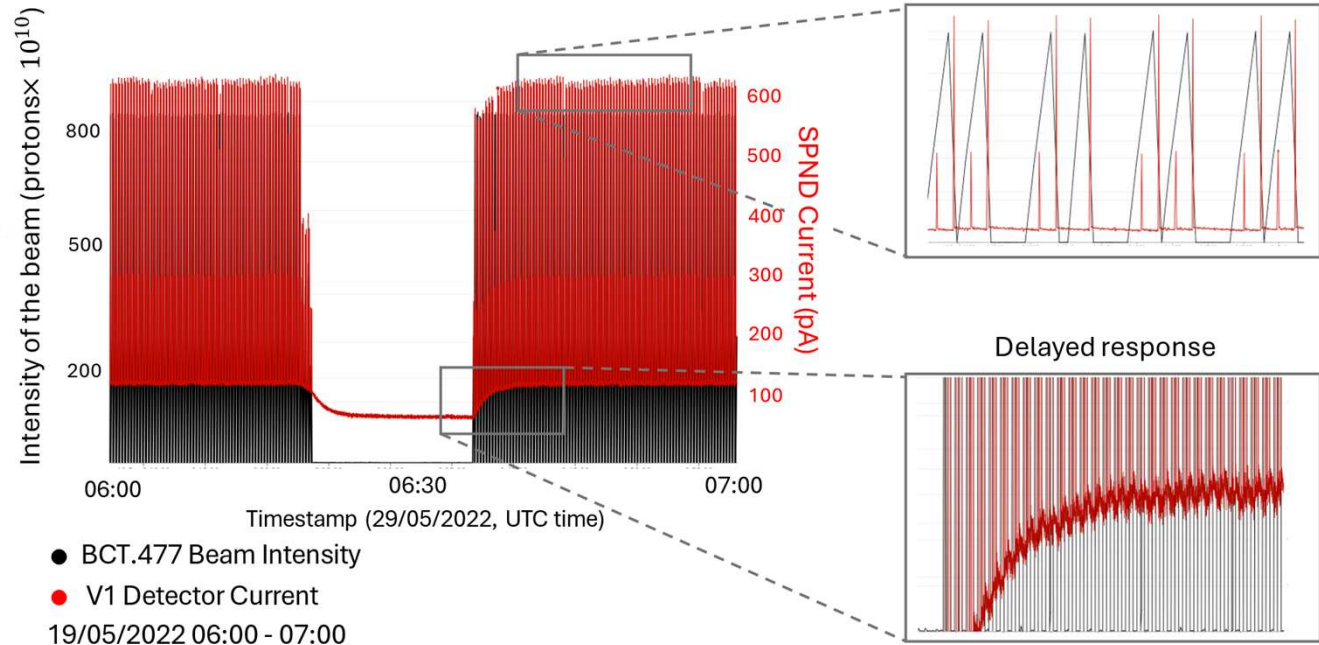 Intensity of the beam (protons× 10¹⁰)
800
500
200
600
500
400
300
200
100
SPND Current (pA)
06:00
06:30
07:00
Timestamp (29/05/2022, UTC time)
● BCT.477 Beam Intensity
● V1 Detector Current
19/05/2022 06:00 - 07:00
Delayed response